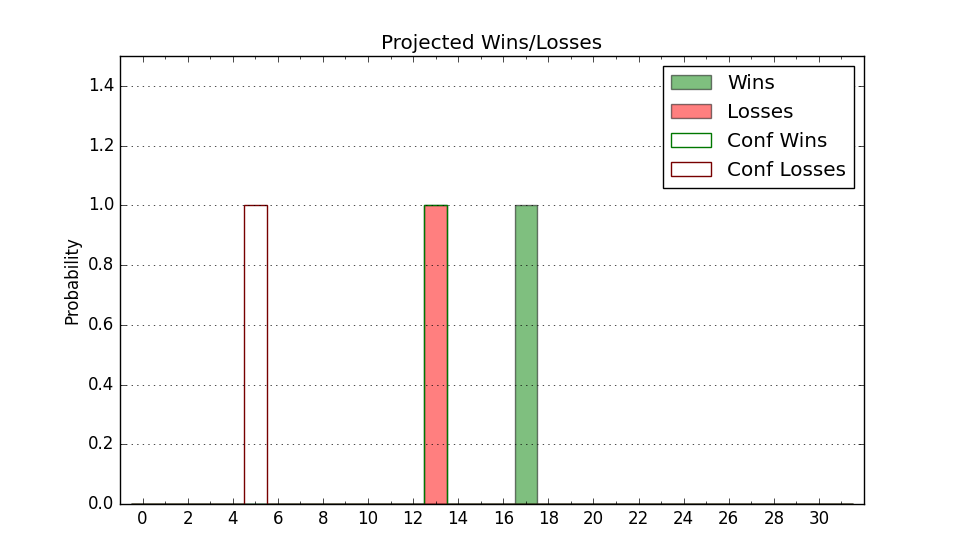 Projected Wins/Losses
Wins
Losses
Conf Wins
Conf Losses
Probability
1.4
1.2
1.0
0.8
0.6
0.4
0.2
0.0
0 2 4 6 8 10 12 14 16 18 20 22 24 26 28 30